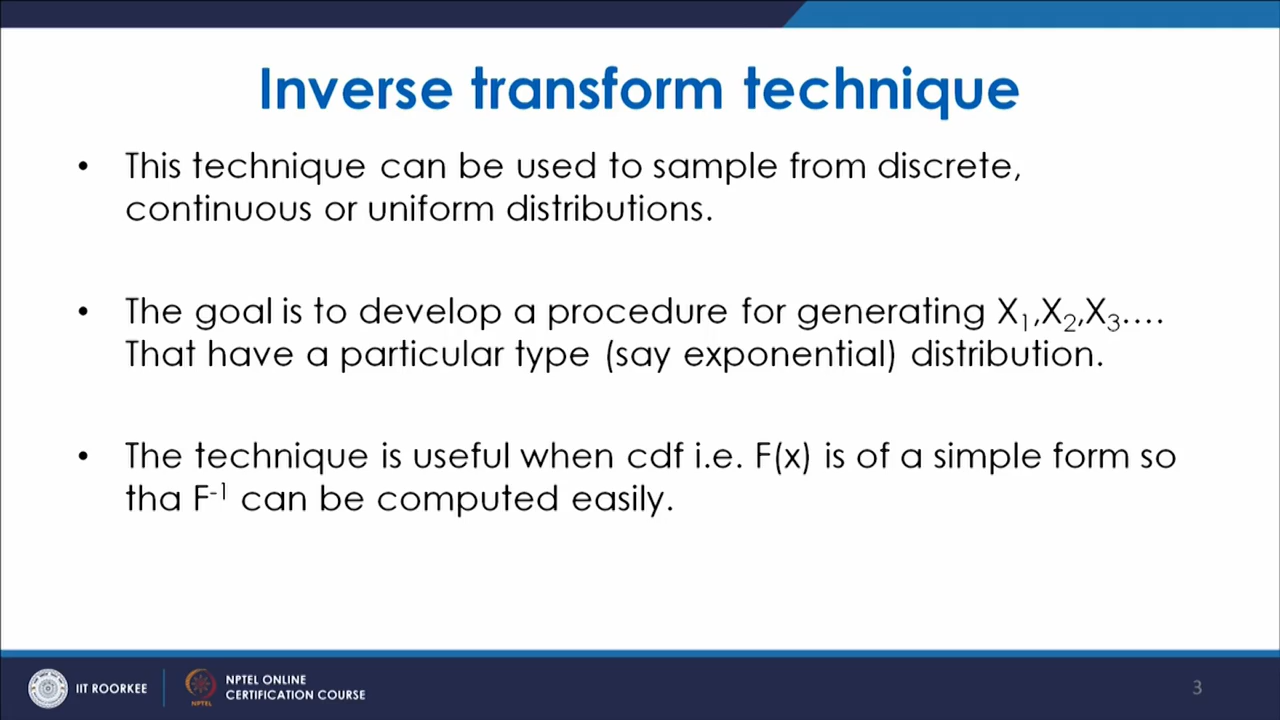 Inverse transform technique
• This technique can be used to sample from discrete,
continuous or uniform distributions.
• The goal is to develop a procedure for generating X₁,X₂,X₃....
That have a particular type (say exponential) distribution.
• The technique is useful when cdf i.e. F(x) is of a simple form so
tha F⁻¹ can be computed easily.
IIT ROORKEE
NPTEL
NPTEL ONLINE
CERTIFICATION COURSE
3